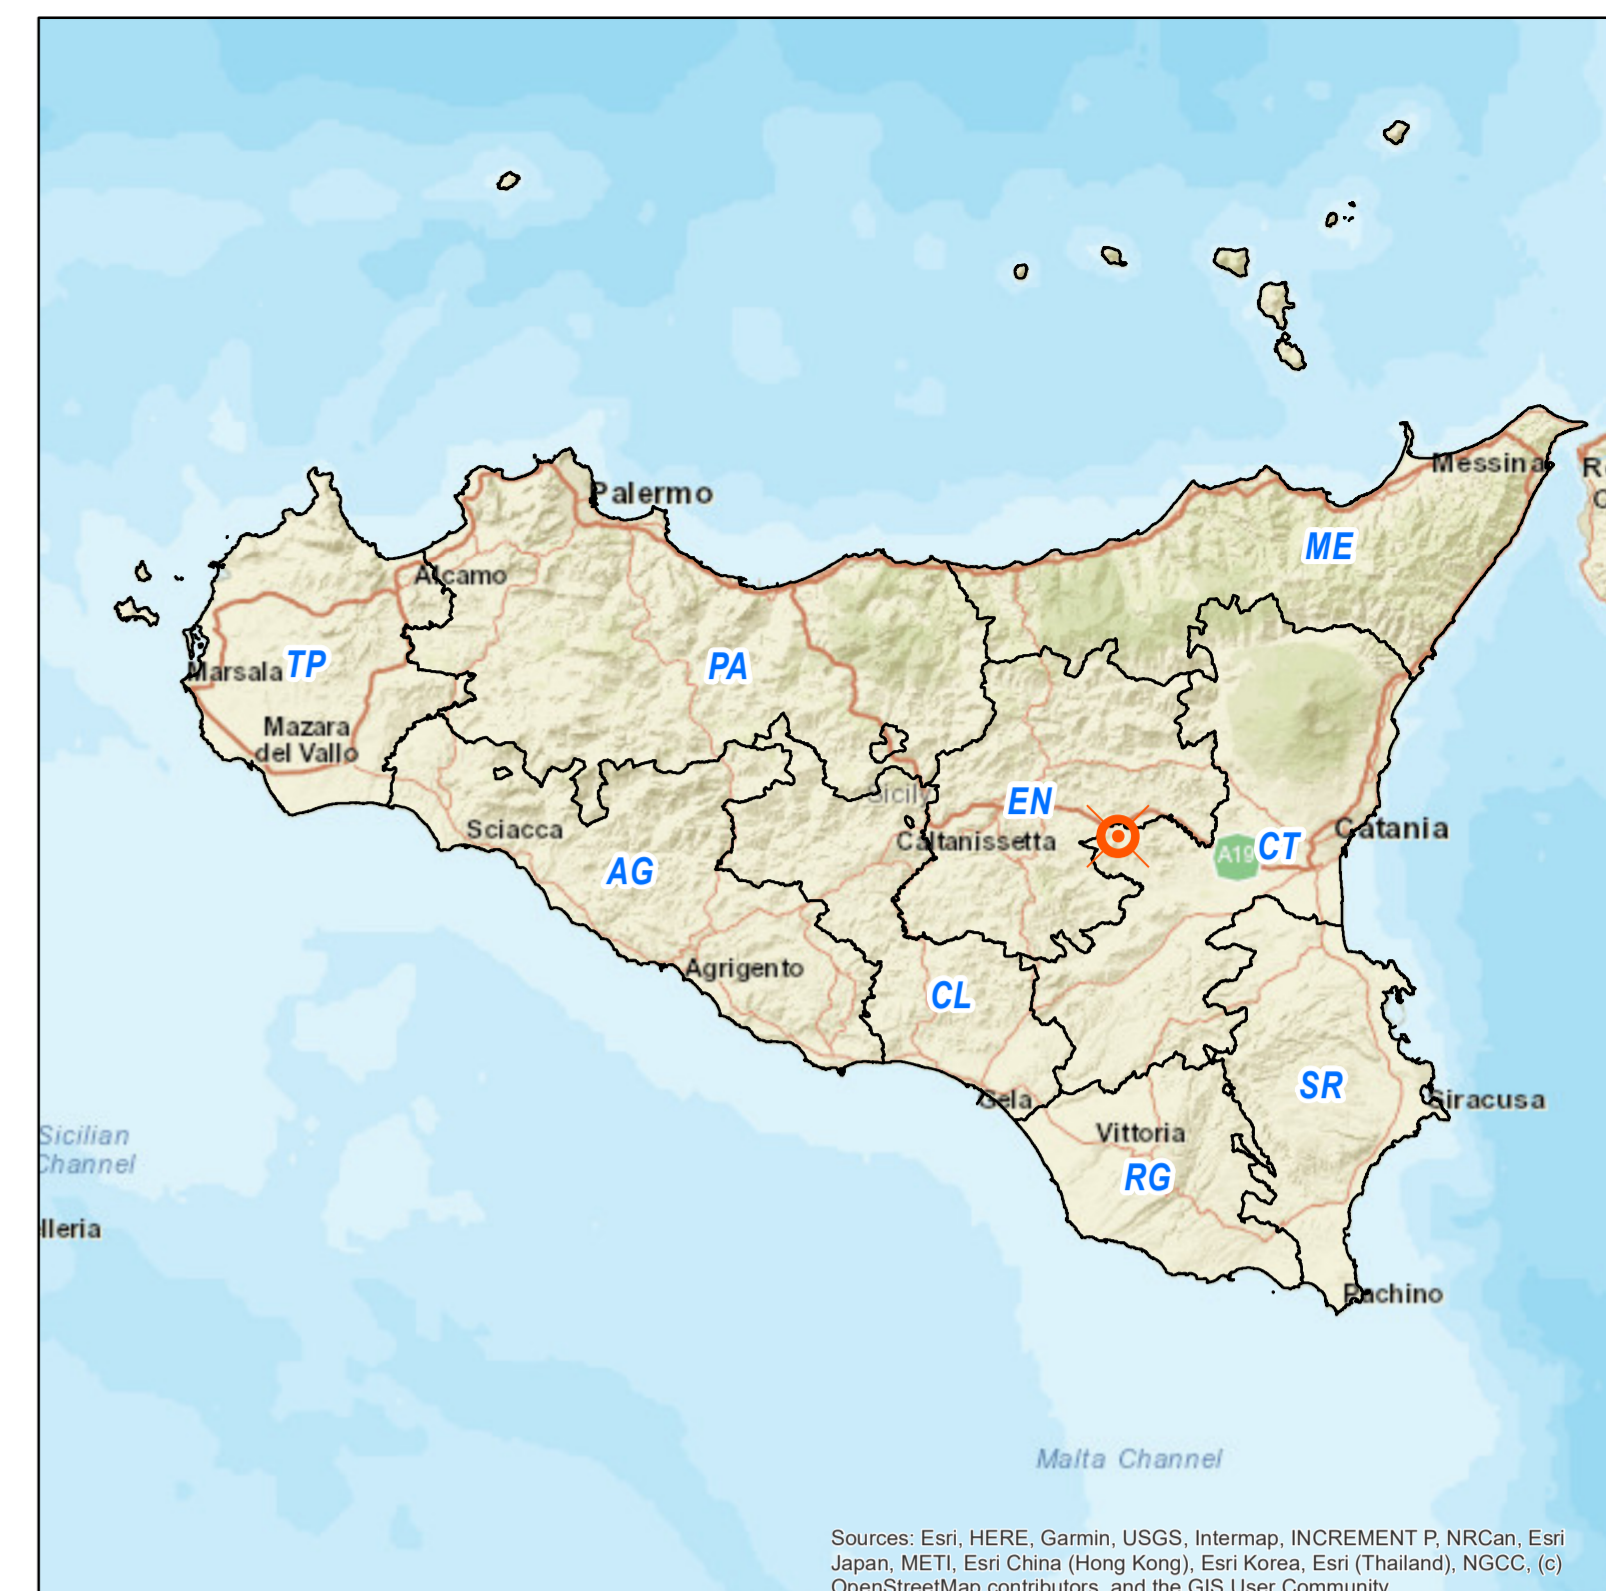 Messina
Palermo
ME
Alcamo
Marsala
TP
PA
Mazara
del Vallo
Sicily
EN
Sciacca
Caltanissetta
A19
CT
Catania
AG
Agrigento
CL
Gela
SR
Siracusa
Vittoria
Sicilian
Channel
RG
lleria
Pachino
Malta Channel
Sources: Esri, HERE, Garmin, USGS, Intermap, INCREMENT P, NRCan, Esri
Japan, METI, Esri China (Hong Kong), Esri Korea, Esri (Thailand), NGCC, (c)
OpenStreetMap contributors, and the GIS User Community